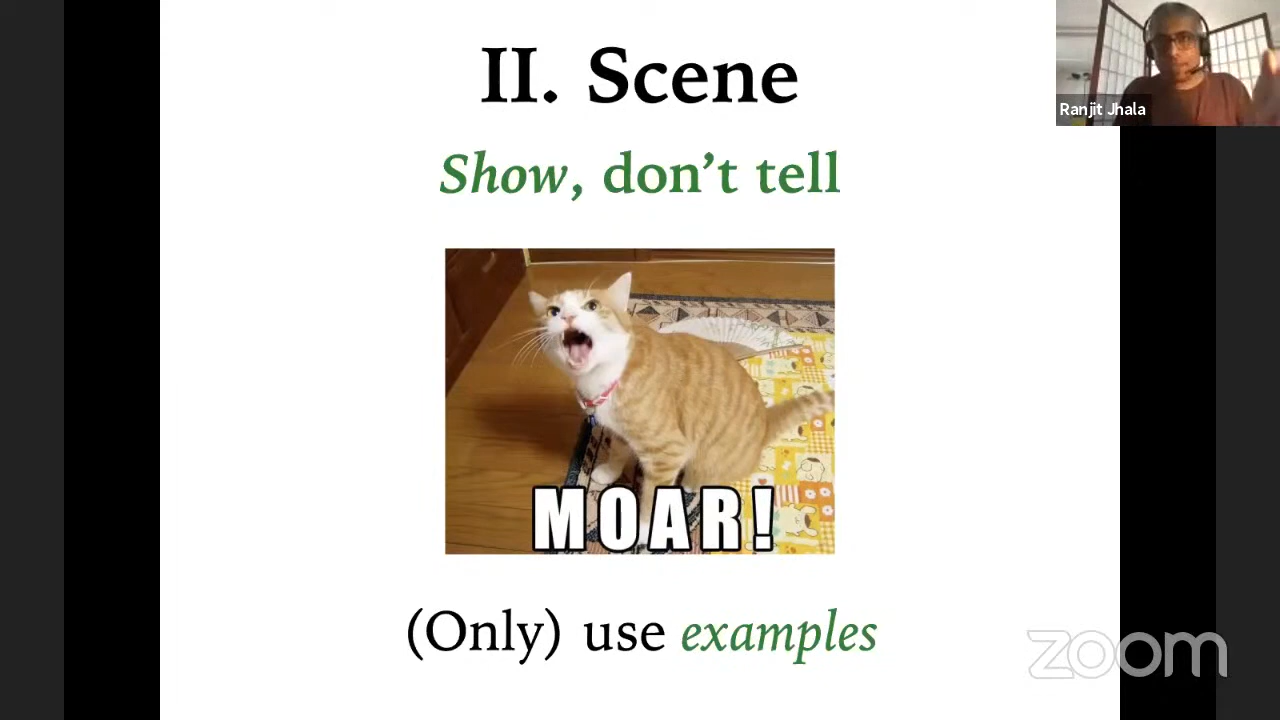 II. Scene
Show, don’t tell
MOAR!
(Only) use examples
Ranjit Jhala
zoom